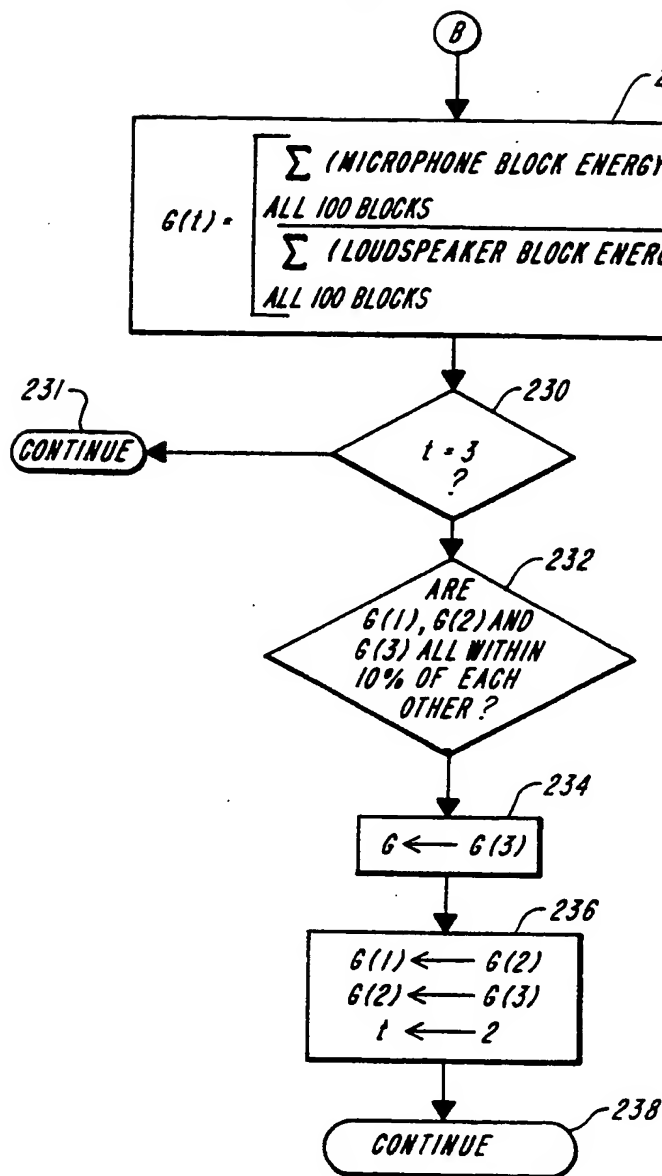 B
2
Σ (MICROPHONE BLOCK ENERGY
ALL 100 BLOCKS
G(t) =
Σ (LOUDSPEAKER BLOCK ENERG
ALL 100 BLOCKS
231
CONTINUE
230
t = 3
?
232
ARE
G(1), G(2) AND
G(3) ALL WITHIN
10% OF EACH
OTHER?
234
G ← G(3)
236
G(1) ← G(2)
G(2) ← G(3)
t ← 2
CONTINUE
238